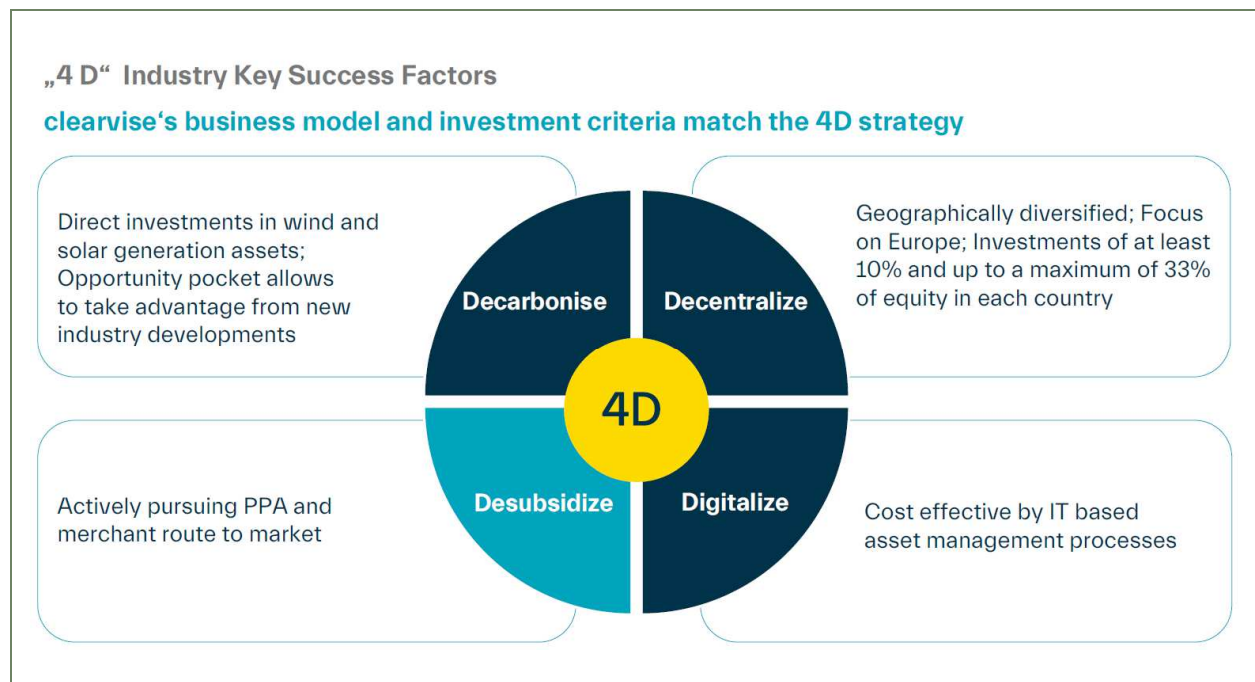 „4 D“ Industry Key Success Factors
clearvise‘s business model and investment criteria match the 4D strategy
Direct investments in wind and
solar generation assets;
Opportunity pocket allows
to take advantage from new
industry developments
Decarbonise
Decentralize
Geographically diversified; Focus
on Europe; Investments of at least
10% and up to a maximum of 33%
of equity in each country
4D
Actively pursuing PPA and
merchant route to market
Desubsidize
Digitalize
Cost effective by IT based
asset management processes